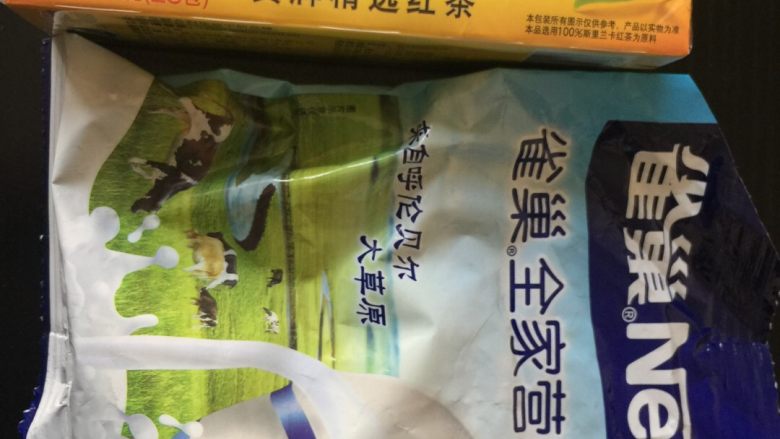 牌精选红茶
本包装所有图示仅供参考，产品以实物为准
本品选用100%斯里兰卡红茶为原料
雀巢® Ne
雀巢®全家营
来自呼伦贝尔
大草原